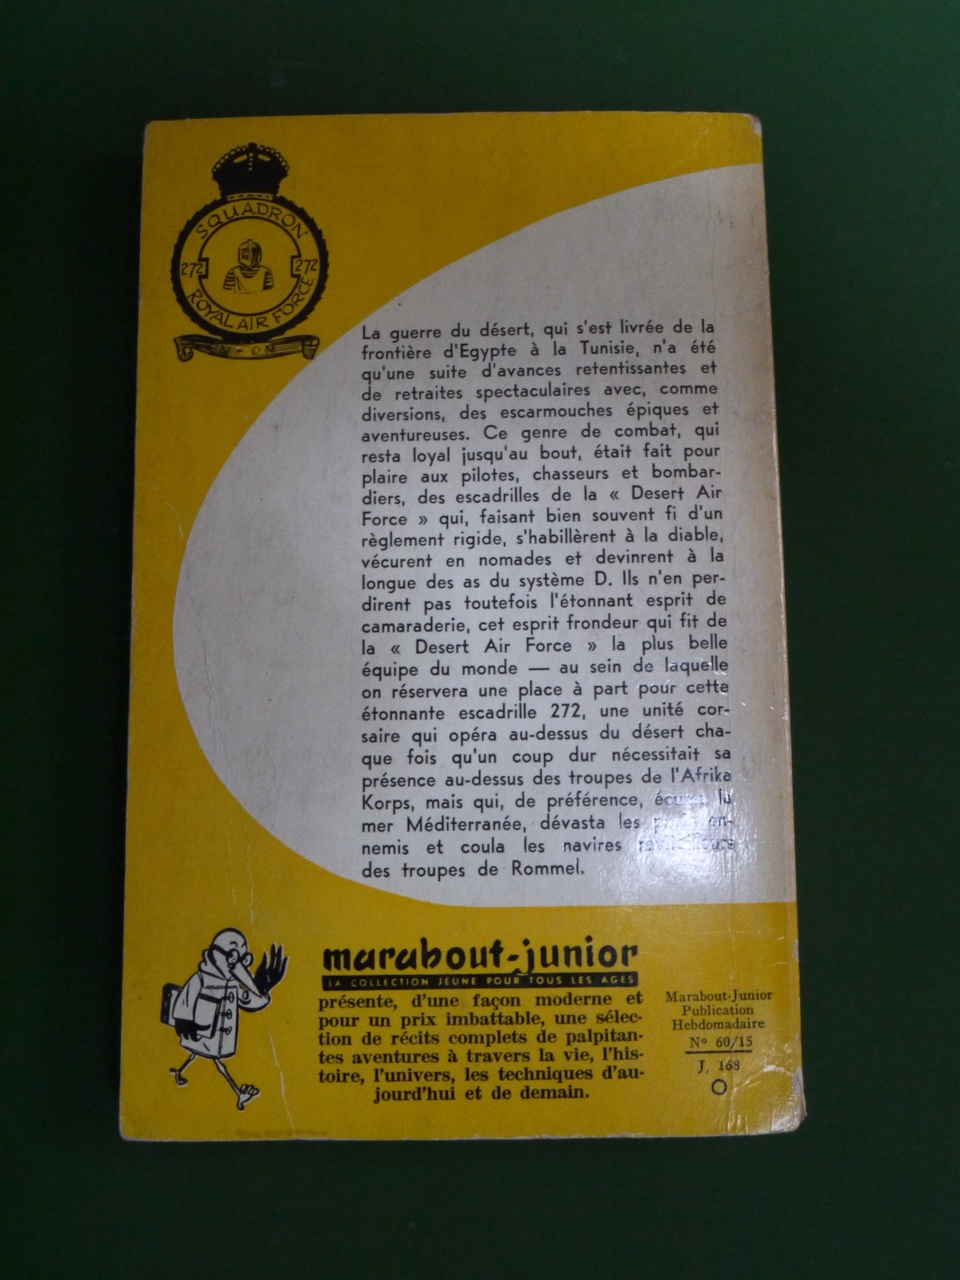 SQUADRON
272 272
ROYAL AIR FORCE
ON - ON
La guerre du désert, qui s'est livrée de la
frontière d'Egypte à la Tunisie, n'a été
qu'une suite d'avances retentissantes et
de retraites spectaculaires avec, comme
diversions, des escarmouches épiques et
aventureuses. Ce genre de combat, qui
resta loyal jusqu'au bout, était fait pour
plaire aux pilotes, chasseurs et bombar-
diers, des escadrilles de la « Desert Air
Force » qui, faisant bien souvent fi d'un
règlement rigide, s'habillèrent à la diable,
vécurent en nomades et devinrent à la
longue des as du système D. Ils n'en per-
dirent pas toutefois l'étonnant esprit de
camaraderie, cet esprit frondeur qui fit de
la « Desert Air Force » la plus belle
équipe du monde — au sein de laquelle
on réservera une place à part pour cette
étonnante escadrille 272, une unité cor-
saire qui opéra au-dessus du désert cha-
que fois qu'un coup dur nécessitait sa
présence au-dessus des troupes de l'Afrika
Korps, mais qui, de préférence, écuma la
mer Méditerranée, dévasta les en-
nemis et coula les navires
des troupes de Rommel.
marabout-junior
LA COLLECTION JEUNE POUR TOUS LES AGES
présente, d'une façon moderne et
pour un prix imbattable, une sélec-
tion de récits complets de palpitan-
tes aventures à travers la vie, l'his-
toire, l'univers, les techniques d'au-
jourd'hui et de demain.
Marabout-Junior
Publication
Hebdomadaire
N° 60/15
J. 168